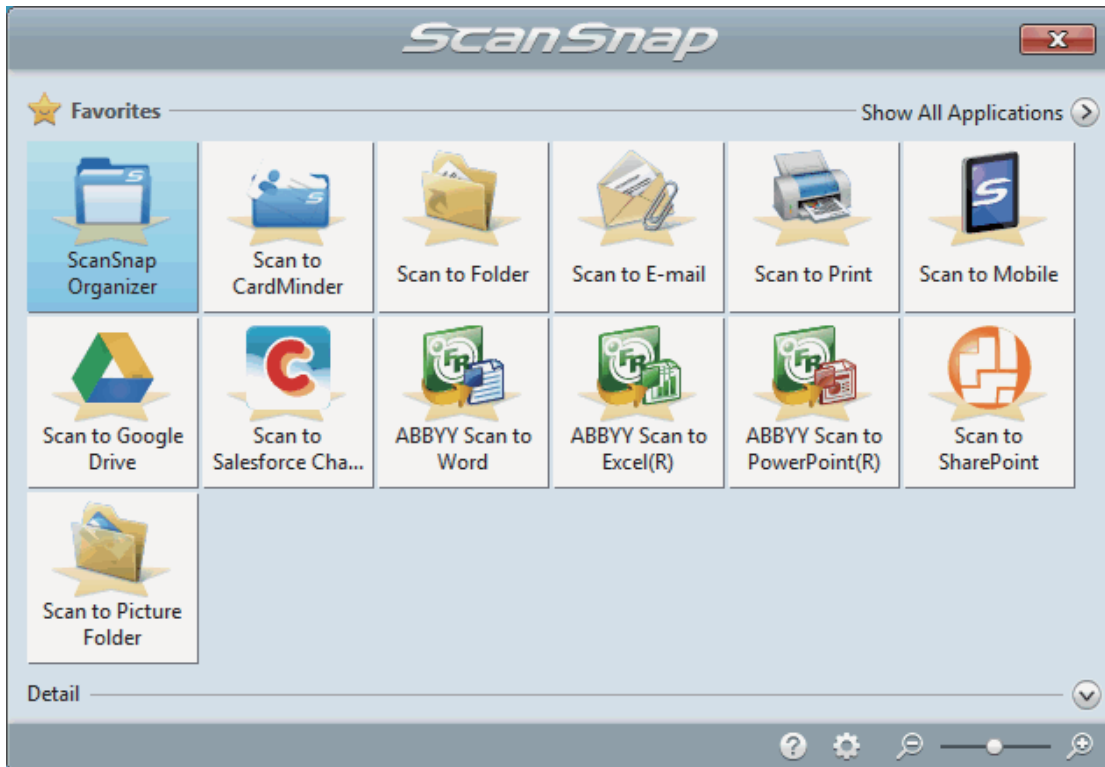 ScanSnap
Favorites
Show All Applications
ScanSnap
Organizer
Scan to
CardMinder
Scan to Folder
Scan to E-mail
Scan to Print
Scan to Mobile
Scan to Google
Drive
Scan to
Salesforce Cha...
ABBYY Scan to
Word
ABBYY Scan to
Excel(R)
ABBYY Scan to
PowerPoint(R)
Scan to
SharePoint
Scan to Picture
Folder
Detail